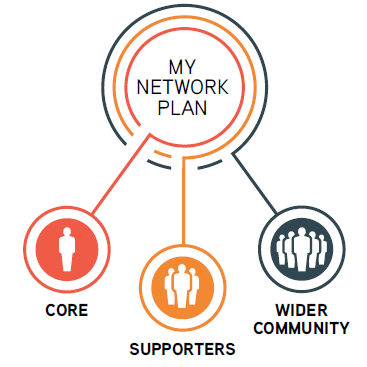 MY
NETWORK
PLAN
CORE
SUPPORTERS
WIDER
COMMUNITY